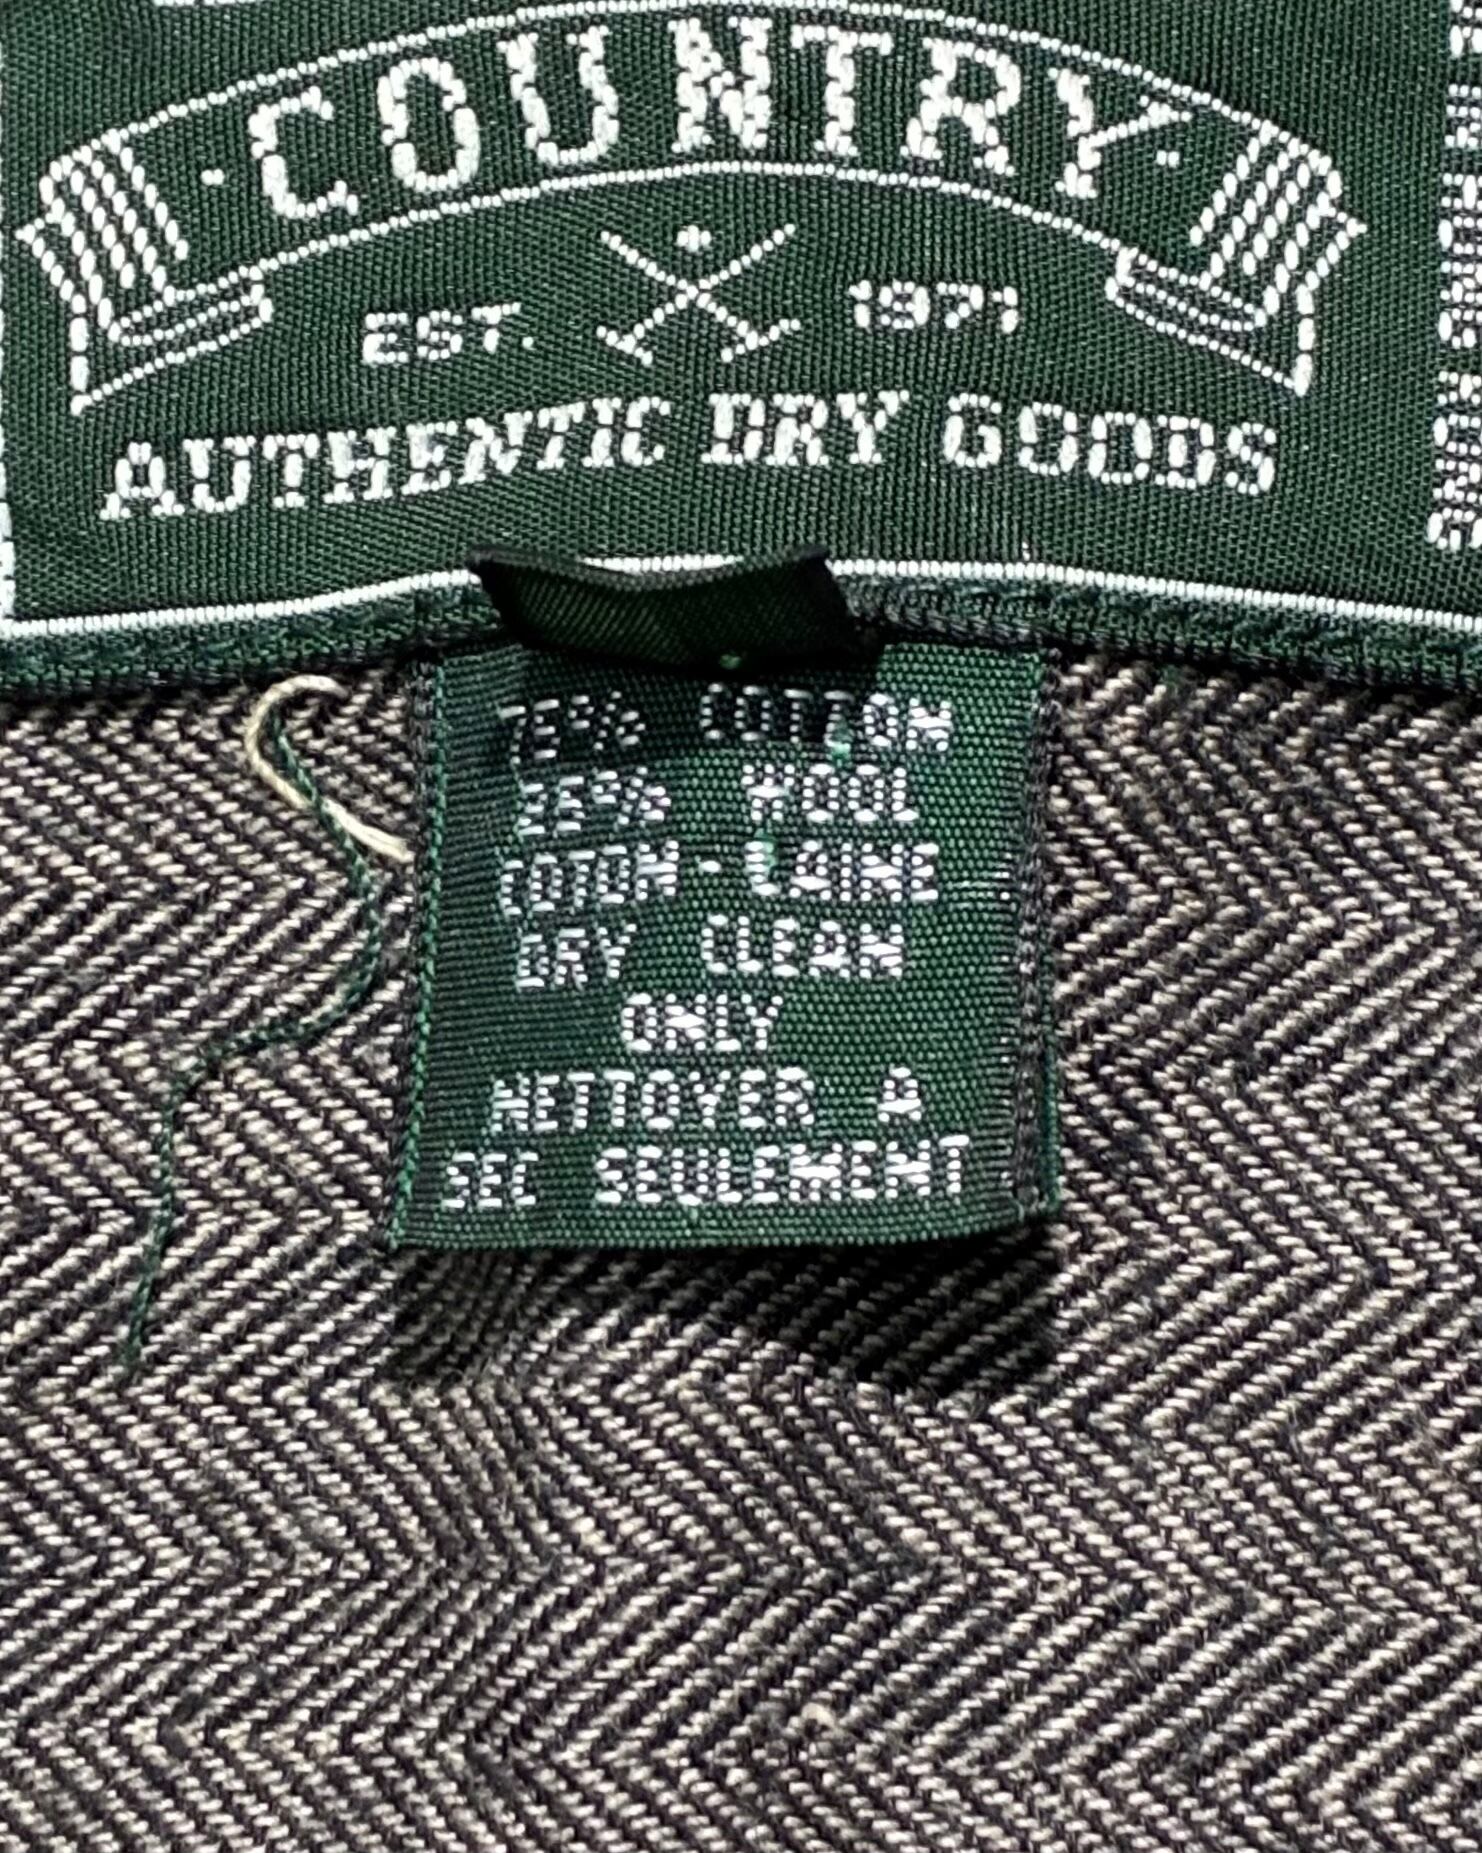 ·COUNTRY·
EST. 1971
AUTHENTIC DRY GOODS
75% COTTON
25% WOOL
COTON-LAINE
DRY CLEAN
ONLY
NETTOYER A
SEC SEULEMENT